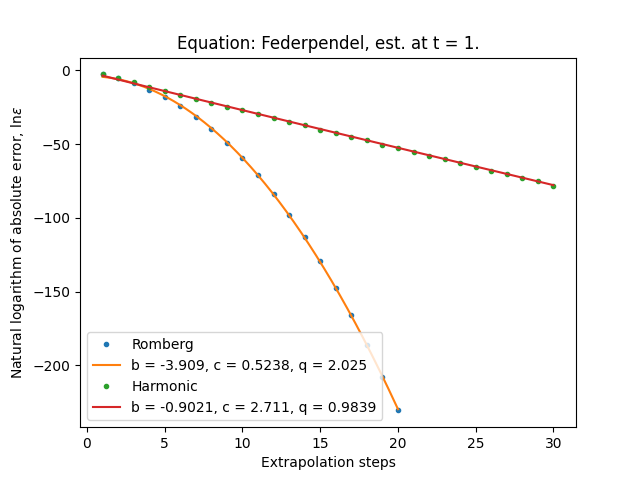 Equation: Federpendel, est. at t = 1.
Natural logarithm of absolute error, lnε
0
−50
−100
−150
−200
Romberg
b = -3.909, c = 0.5238, q = 2.025
Harmonic
b = -0.9021, c = 2.711, q = 0.9839
0 5 10 15 20 25 30
Extrapolation steps